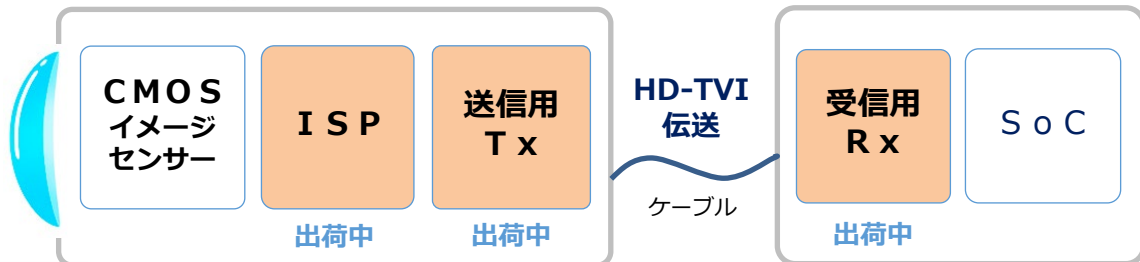 ＣＭＯＳ
イメージ
センサー
ＩＳＰ
出荷中
送信用
Ｔｘ
出荷中
HD-TVI
伝送
ケーブル
受信用
Ｒｘ
出荷中
ＳｏＣ